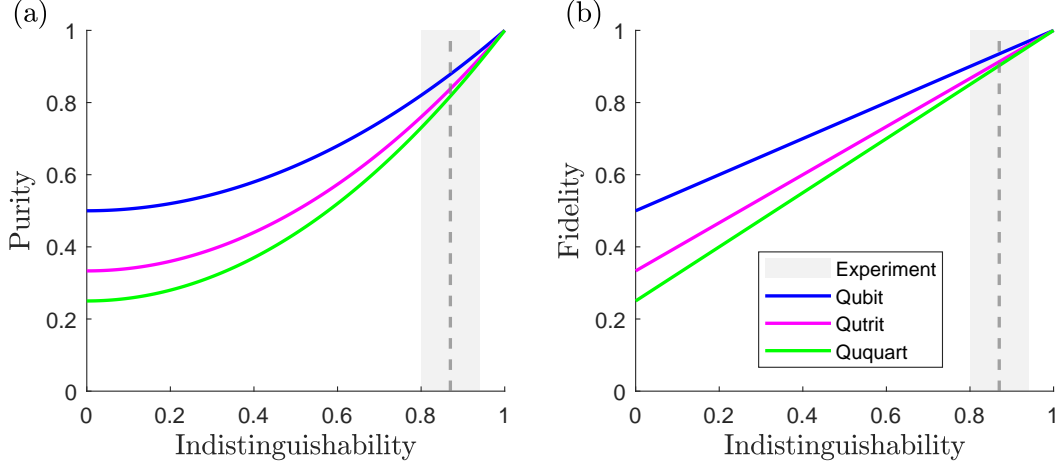 (a)
Purity
1
0.8
0.6
0.4
0.2
0
0 0.2 0.4 0.6 0.8 1
Indistinguishability
(b)
Fidelity
1
0.8
0.6
0.4
0.2
0
0 0.2 0.4 0.6 0.8 1
Indistinguishability
Experiment
Qubit
Qutrit
Ququart